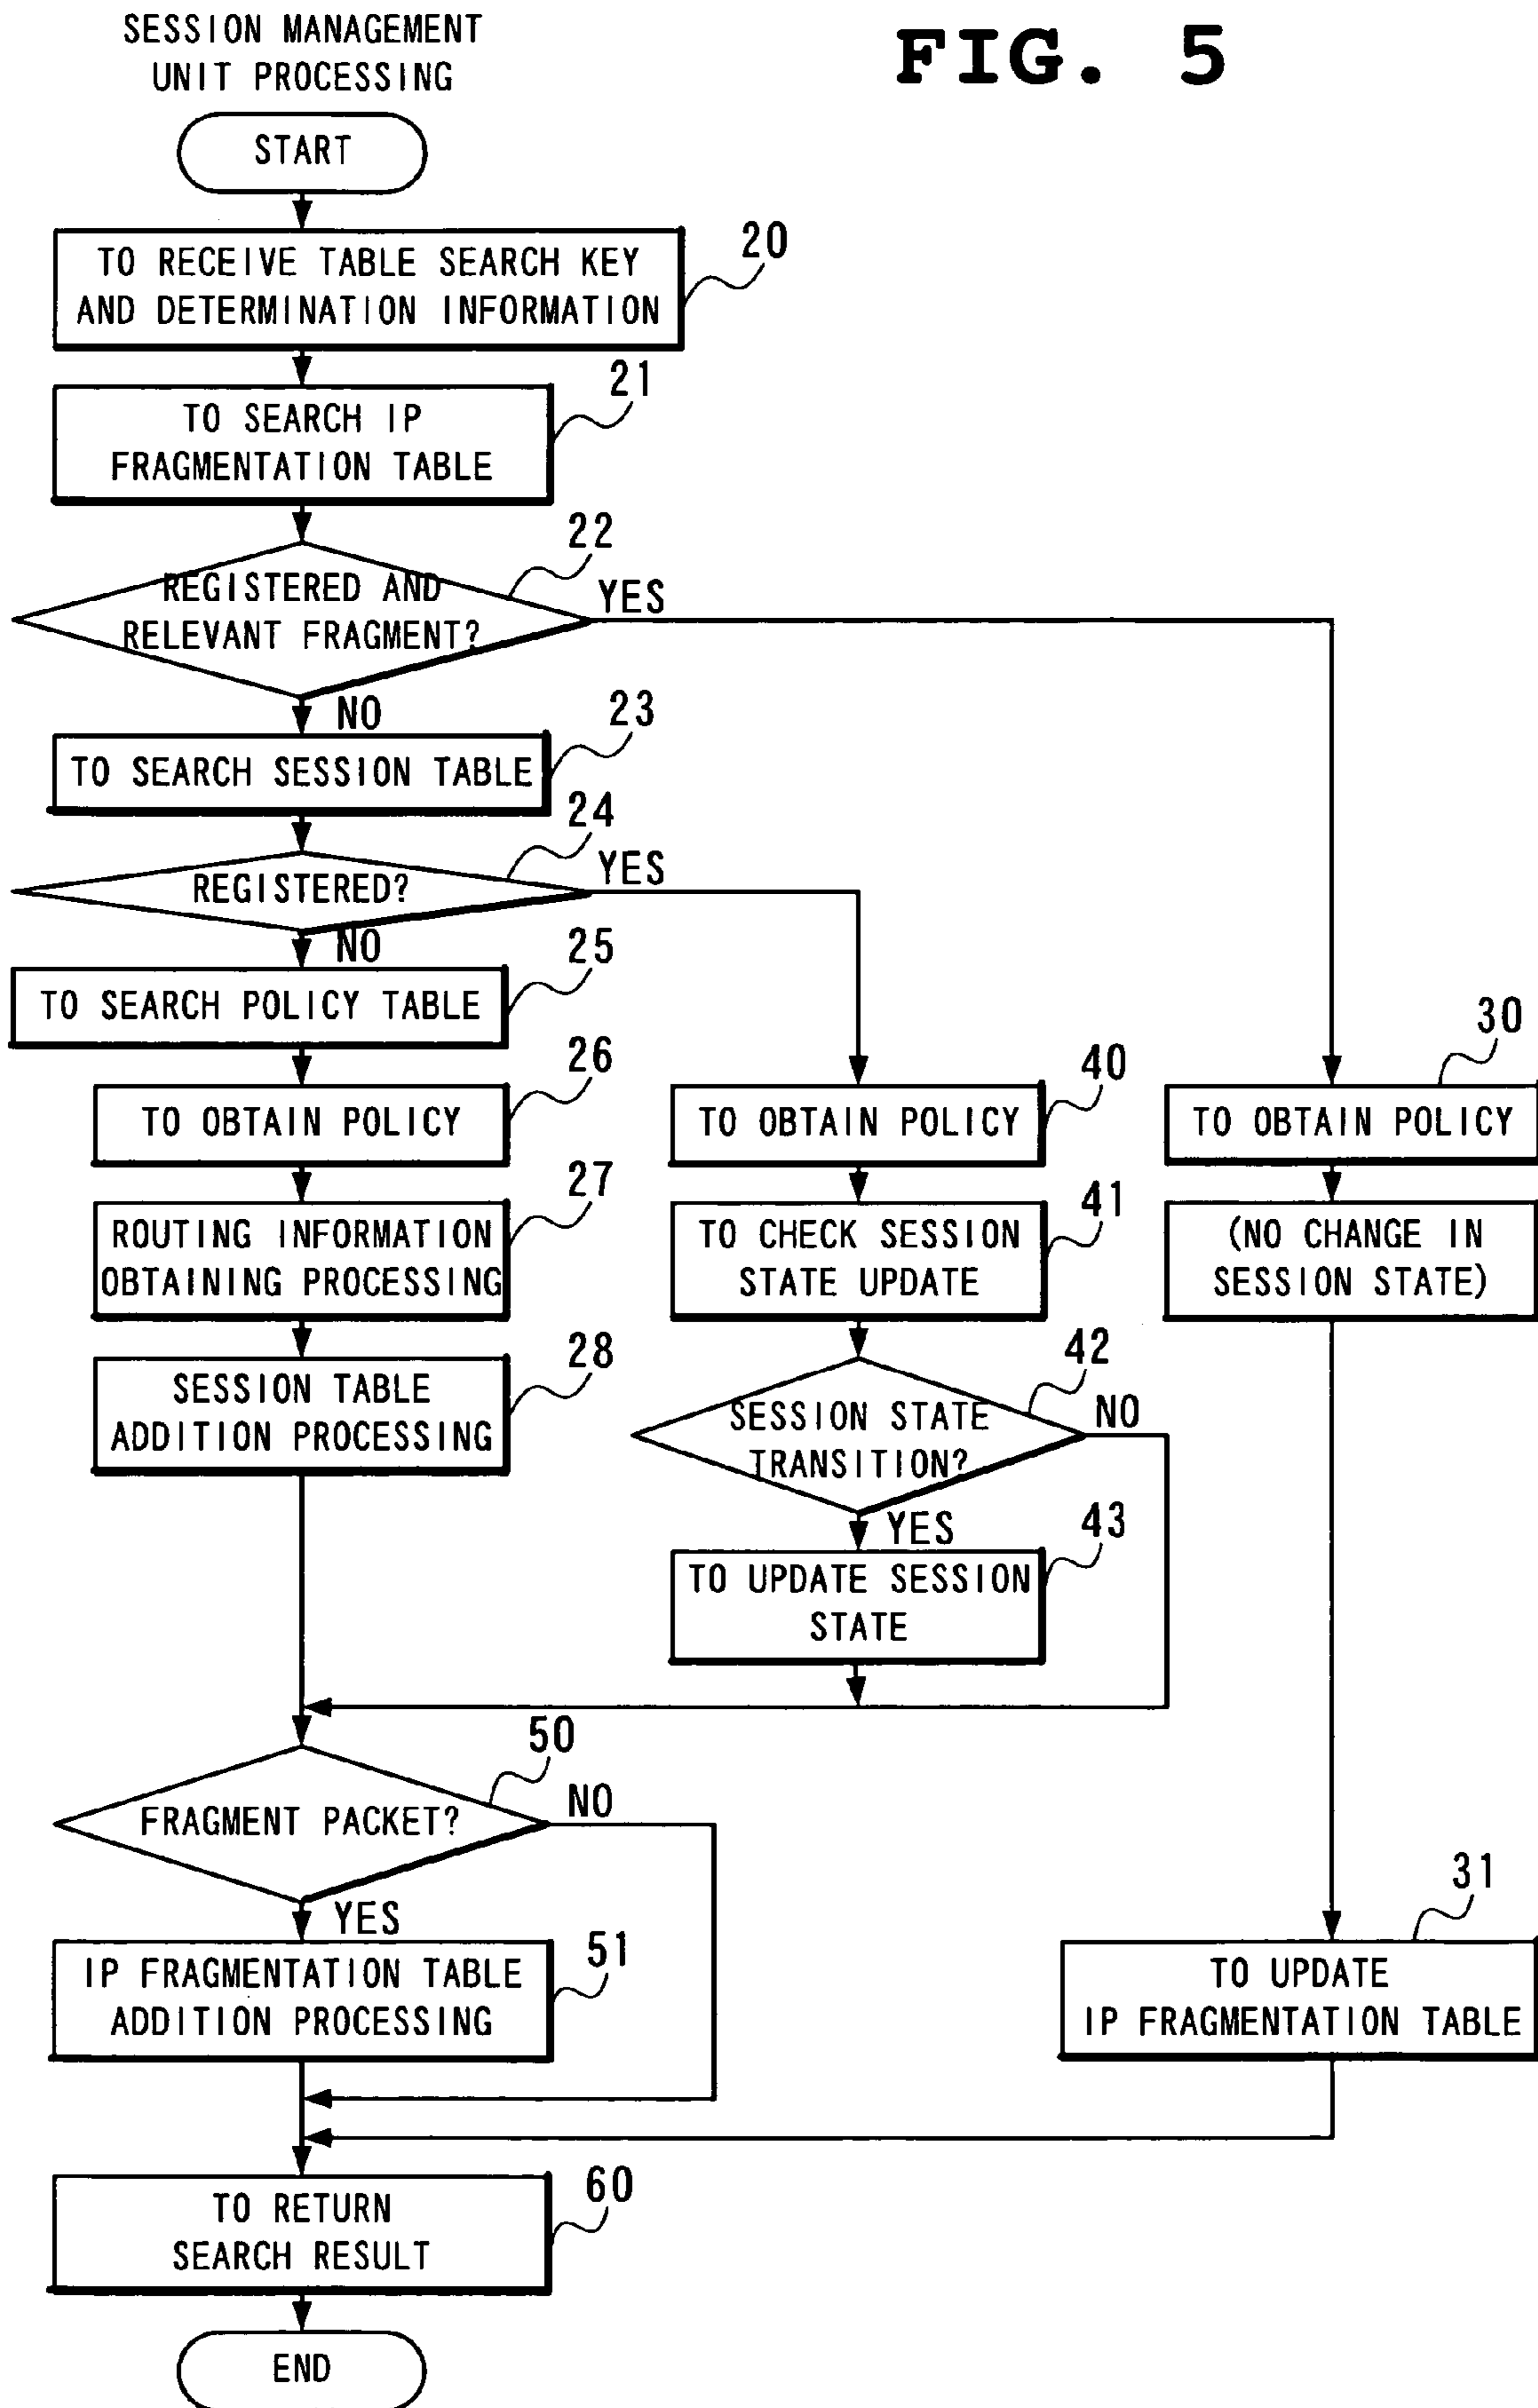 SESSION MANAGEMENT
UNIT PROCESSING
FIG. 5
START
TO RECEIVE TABLE SEARCH KEY
AND DETERMINATION INFORMATION
20
TO SEARCH IP
FRAGMENTATION TABLE
21
REGISTERED AND
RELEVANT FRAGMENT?
22
YES
NO
TO SEARCH SESSION TABLE
23
REGISTERED?
24
YES
NO
TO SEARCH POLICY TABLE
25
TO OBTAIN POLICY
26
ROUTING INFORMATION
OBTAINING PROCESSING
27
SESSION TABLE
ADDITION PROCESSING
28
TO OBTAIN POLICY
40
TO CHECK SESSION
STATE UPDATE
41
SESSION STATE
TRANSITION?
42
NO
YES
TO UPDATE SESSION
STATE
43
TO OBTAIN POLICY
30
(NO CHANGE IN
SESSION STATE)
FRAGMENT PACKET?
50
NO
YES
IP FRAGMENTATION TABLE
ADDITION PROCESSING
51
TO UPDATE
IP FRAGMENTATION TABLE
31
TO RETURN
SEARCH RESULT
60
END